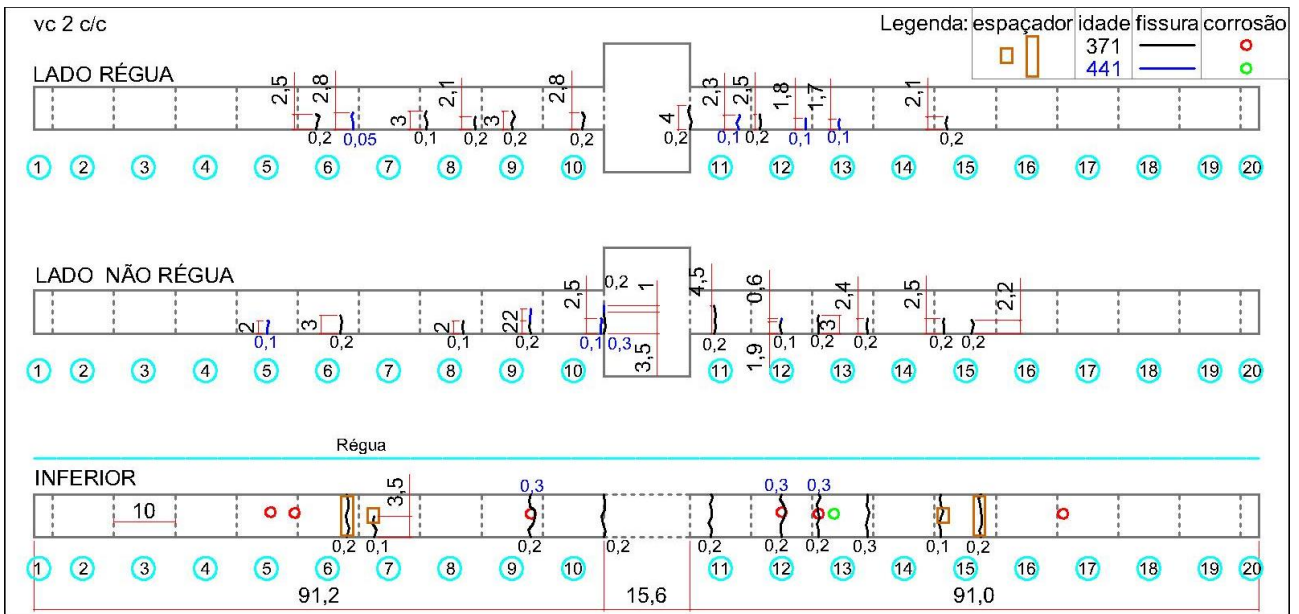 vc 2 c/c
Legenda: espaçador idade fissura corrosão
371
441
LADO RÉGUA
2,5 2,8 3 2,1 3 2,8 4 2,3 2,5 1,8 1,7 2,1
0,2 0,05 0,1 0,2 0,2 0,2 0,2 0,1 0,2 0,1 0,1 0,2
1 2 3 4 5 6 7 8 9 10 11 12 13 14 15 16 17 18 19 20
LADO NÃO RÉGUA
2 3 2 22 2,5 0,2 1 3,5 4,5 0,6 1,9 3 2,4 2,5 2,2
0,1 0,2 0,1 0,2 0,1 0,3 0,2 0,1 0,2 0,2 0,2 0,2
1 2 3 4 5 6 7 8 9 10 11 12 13 14 15 16 17 18 19 20
Régua
INFERIOR
10 3,5 0,3 0,3 0,3
0,2 0,1 0,2 0,2 0,2 0,2 0,2 0,3 0,1 0,2
1 2 3 4 5 6 7 8 9 10 11 12 13 14 15 16 17 18 19 20
91,2 15,6 91,0